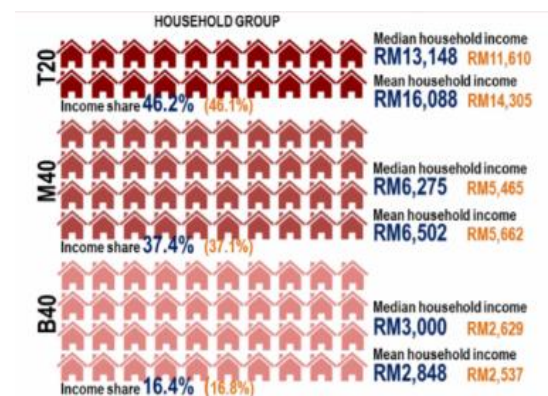 HOUSEHOLD GROUP
T20
Median household income
RM13,148 RM11,610
Mean household income
RM16,088 RM14,305
Income share 46.2% (46.1%)
M40
Median household income
RM6,275 RM5,465
Mean household income
RM6,502 RM5,662
Income share 37.4% (37.1%)
B40
Median household income
RM3,000 RM2,629
Mean household income
RM2,848 RM2,537
Income share 16.4% (16.8%)